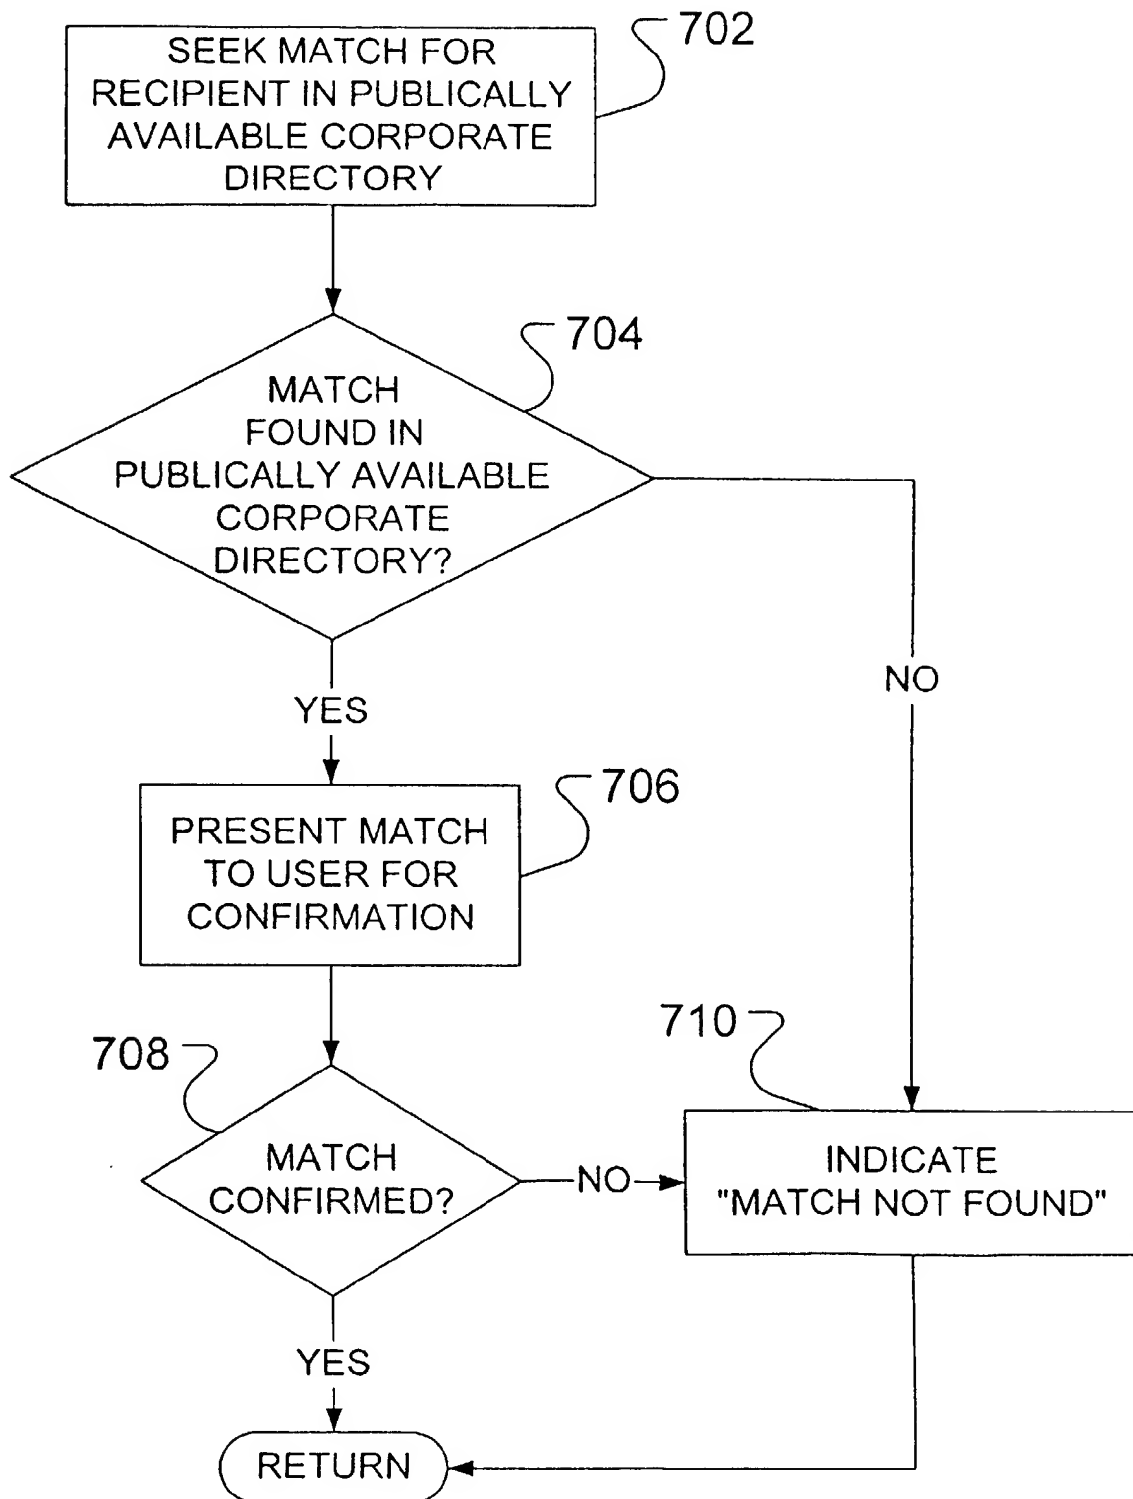 702
SEEK MATCH FOR
RECIPIENT IN PUBLICALLY
AVAILABLE CORPORATE
DIRECTORY
704
MATCH
FOUND IN
PUBLICALLY AVAILABLE
CORPORATE
DIRECTORY?
NO
YES
706
PRESENT MATCH
TO USER FOR
CONFIRMATION
708
MATCH
CONFIRMED?
NO
710
INDICATE
"MATCH NOT FOUND"
YES
RETURN